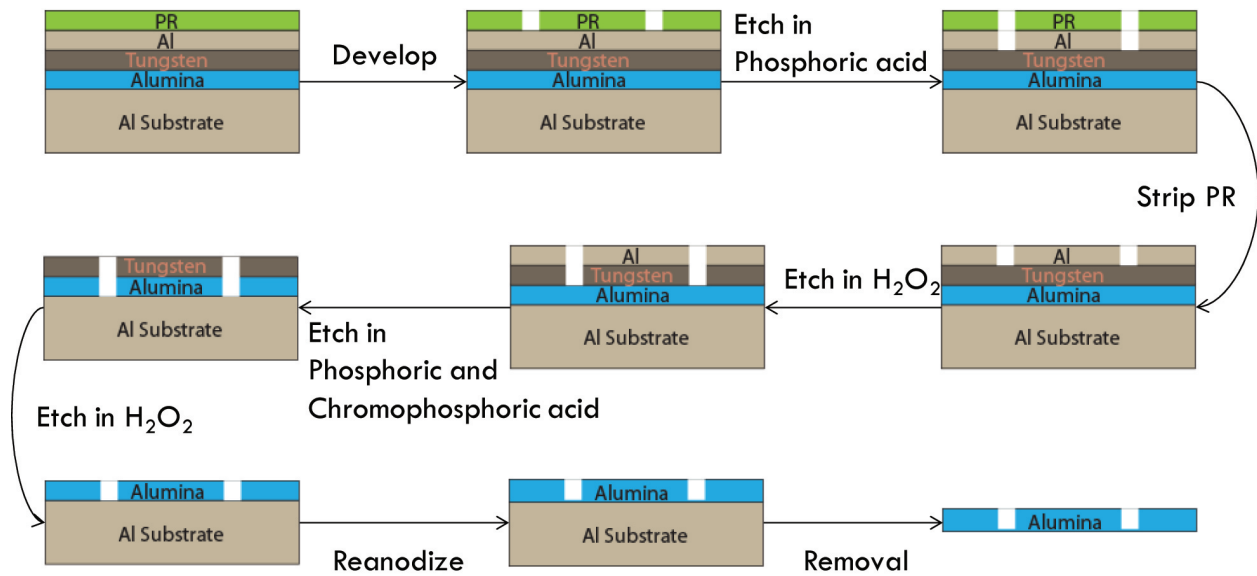 PR
Al
Tungsten
Alumina
Al Substrate
Develop
PR
Al
Tungsten
Alumina
Al Substrate
Etch in
Phosphoric acid
PR
Al
Tungsten
Alumina
Al Substrate
Strip PR
Al
Tungsten
Alumina
Al Substrate
Etch in H₂O₂
Al
Tungsten
Alumina
Al Substrate
Etch in
Phosphoric and
Chromophosphoric acid
Tungsten
Alumina
Al Substrate
Etch in H₂O₂
Alumina
Al Substrate
Reanodize
Alumina
Al Substrate
Removal
Alumina